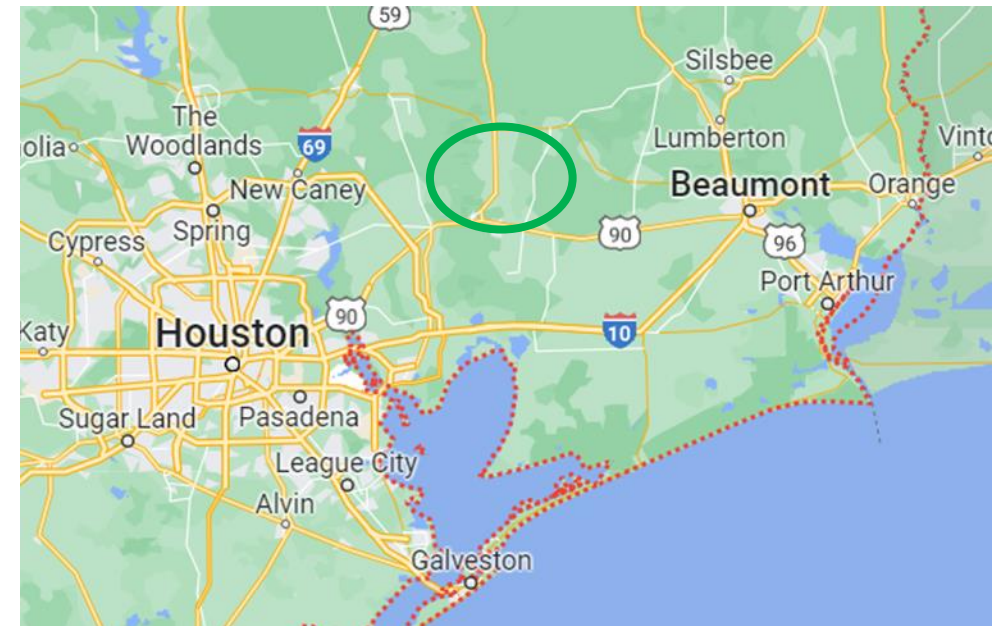 59
Silsbee
The
Woodlands
olia
69
Lumberton
Vinto
New Caney
Beaumont
Orange
Cypress
Spring
90
96
Port Arthur
Katy
90
Houston
10
Sugar Land
Pasadena
League City
Alvin
Galveston